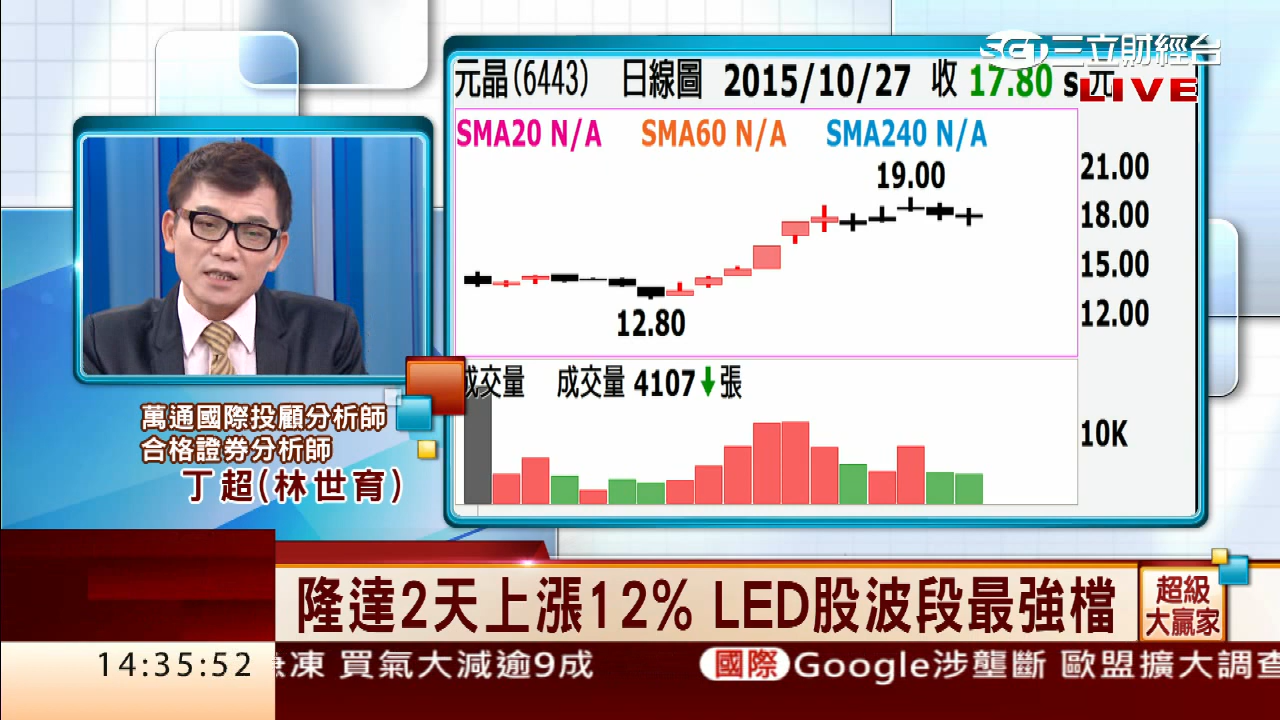 SET三立財經台
LIVE
元晶(6443) 日線圖 2015/10/27 收 17.80 s元
SMA20 N/A SMA60 N/A SMA240 N/A
19.00
12.80
21.00
18.00
15.00
12.00
成交量 成交量 4107↓張
10K
萬通國際投顧分析師
合格證券分析師
丁超(林世育)
隆達2天上漲12% LED股波段最強檔
超級
大贏家
14:35:52
凍 買氣大減逾9成 國際 Google涉壟斷 歐盟擴大調查